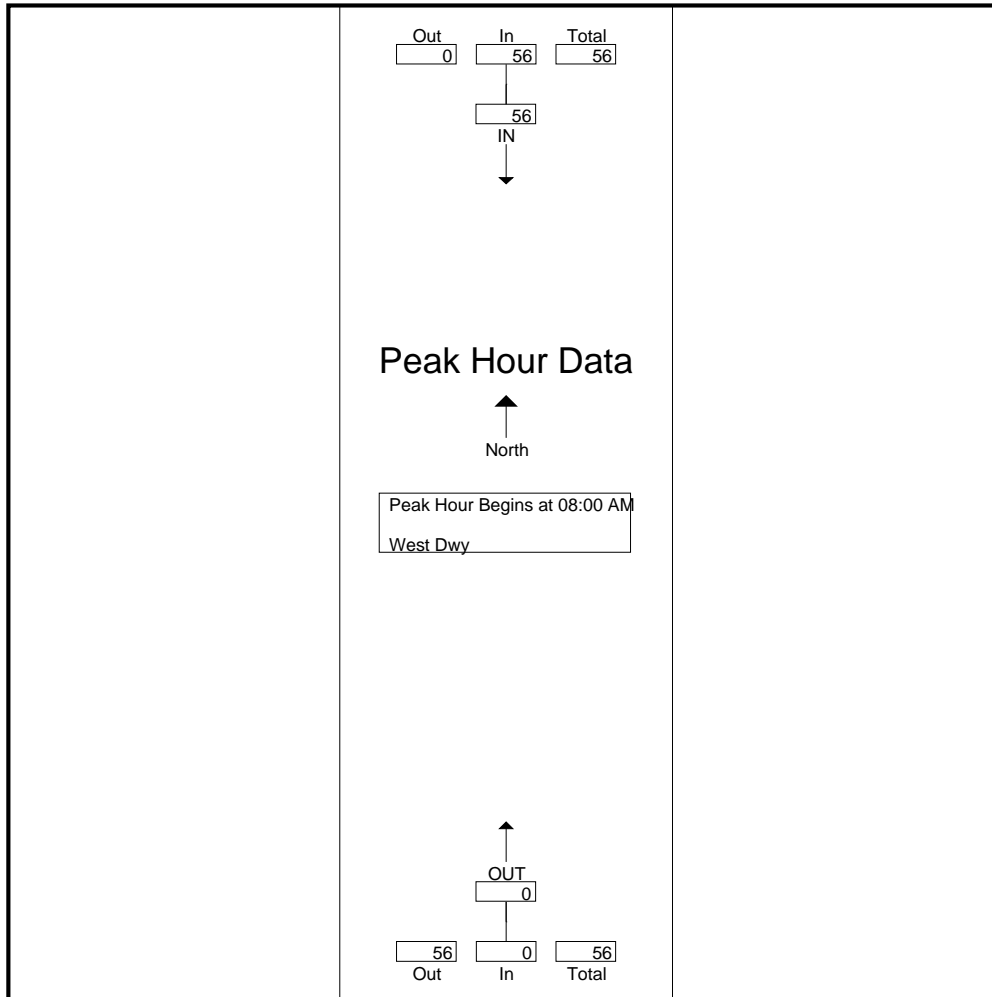 Out In Total
0 56 56
56
IN
Peak Hour Data
North
Peak Hour Begins at 08:00 AM
West Dwy
OUT
0
56 0 56
Out In Total